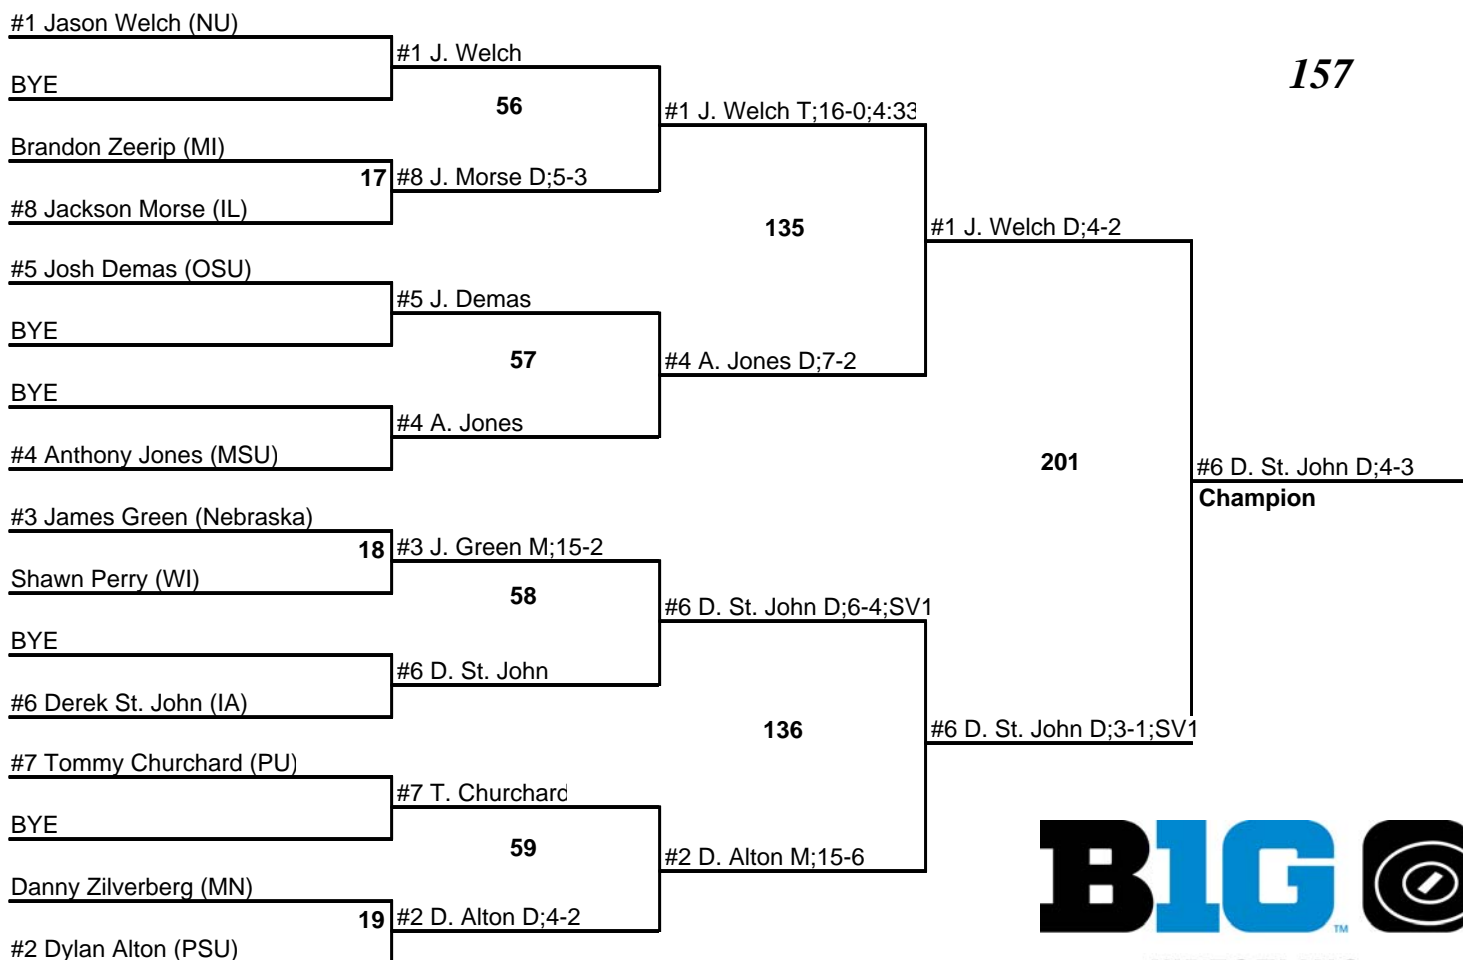 #1 Jason Welch (NU)
BYE
Brandon Zeerip (MI)
#8 Jackson Morse (IL)
#5 Josh Demas (OSU)
BYE
BYE
#4 Anthony Jones (MSU)
#3 James Green (Nebraska)
Shawn Perry (WI)
BYE
#6 Derek St. John (IA)
#7 Tommy Churchard (PU)
BYE
Danny Zilverberg (MN)
#2 Dylan Alton (PSU)
17
18
19
#1 J. Welch
#8 J. Morse D;5-3
#5 J. Demas
#4 A. Jones
#3 J. Green M;15-2
#6 D. St. John
#7 T. Churchard
#2 D. Alton D;4-2
56
57
58
59
#1 J. Welch T;16-0;4:33
#4 A. Jones D;7-2
#6 D. St. John D;6-4;SV1
#2 D. Alton M;15-6
135
136
#1 J. Welch D;4-2
#6 D. St. John D;3-1;SV1
201
#6 D. St. John D;4-3
Champion
157
B1G
TM